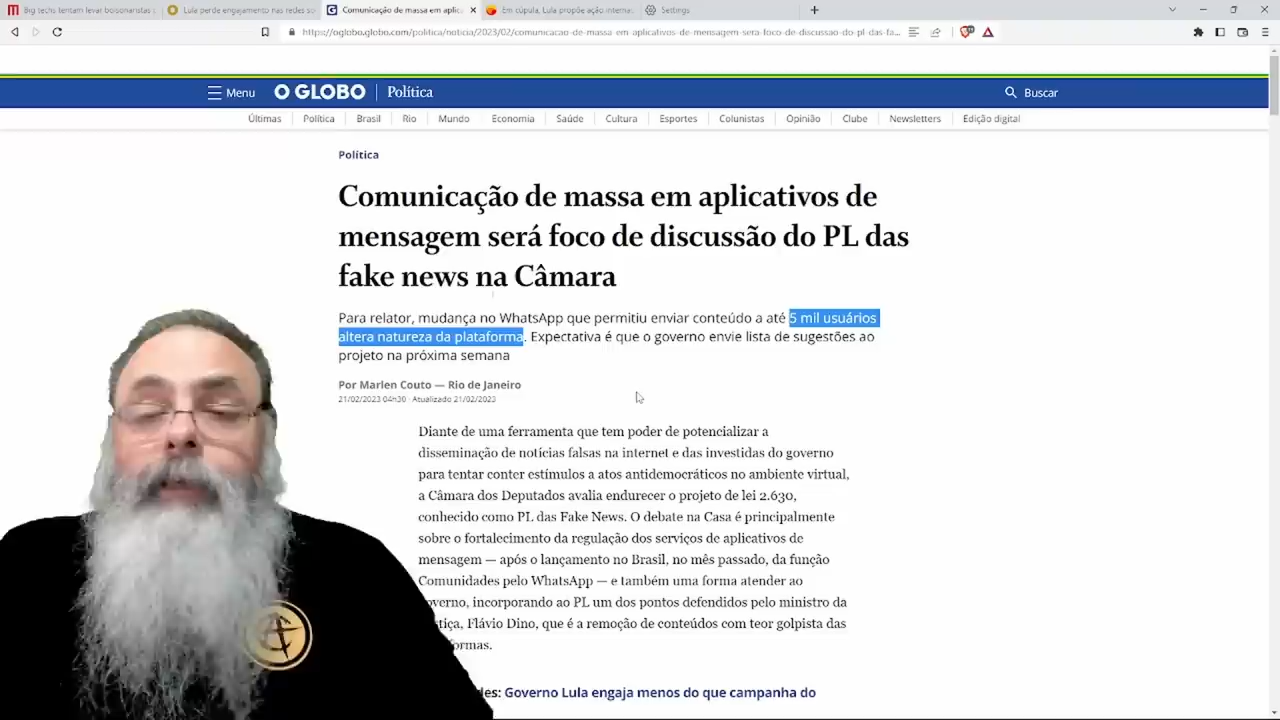 Big techs tentam levar bolsonaristas
Lula perde engajamento nas redes so
Comunicação de massa em aplic
Em cúpula, Lula propõe ação interna
Settings
https://oglobo.globo.com/politica/noticia/2023/02/comunicacao-de-massa-em-aplicativos-de-mensagem-sera-foco-de-discussao-do-pl-das-fa...
Menu
O GLOBO
Política
Buscar
Últimas
Política
Brasil
Rio
Mundo
Economia
Saúde
Cultura
Esportes
Colunistas
Opinião
Clube
Newsletters
Edição digital
Política
Comunicação de massa em aplicativos de
mensagem será foco de discussão do PL das
fake news na Câmara
Para relator, mudança no WhatsApp que permitiu enviar conteúdo a até 5 mil usuários
altera natureza da plataforma. Expectativa é que o governo envie lista de sugestões ao
projeto na próxima semana
Por Marlen Couto — Rio de Janeiro
21/02/2023 04h30 · Atualizado 21/02/2023
Diante de uma ferramenta que tem poder de potencializar a
disseminação de notícias falsas na internet e das investidas do governo
para tentar conter estímulos a atos antidemocráticos no ambiente virtual,
a Câmara dos Deputados avalia endurecer o projeto de lei 2.630,
conhecido como PL das Fake News. O debate na Casa é principalmente
sobre o fortalecimento da regulação dos serviços de aplicativos de
mensagem — após o lançamento no Brasil, no mês passado, da função
Comunidades pelo WhatsApp — e também uma forma atender ao
overno, incorporando ao PL um dos pontos defendidos pelo ministro da
tiça, Flávio Dino, que é a remoção de conteúdos com teor golpista das
formas.
des: Governo Lula engaja menos do que campanha do